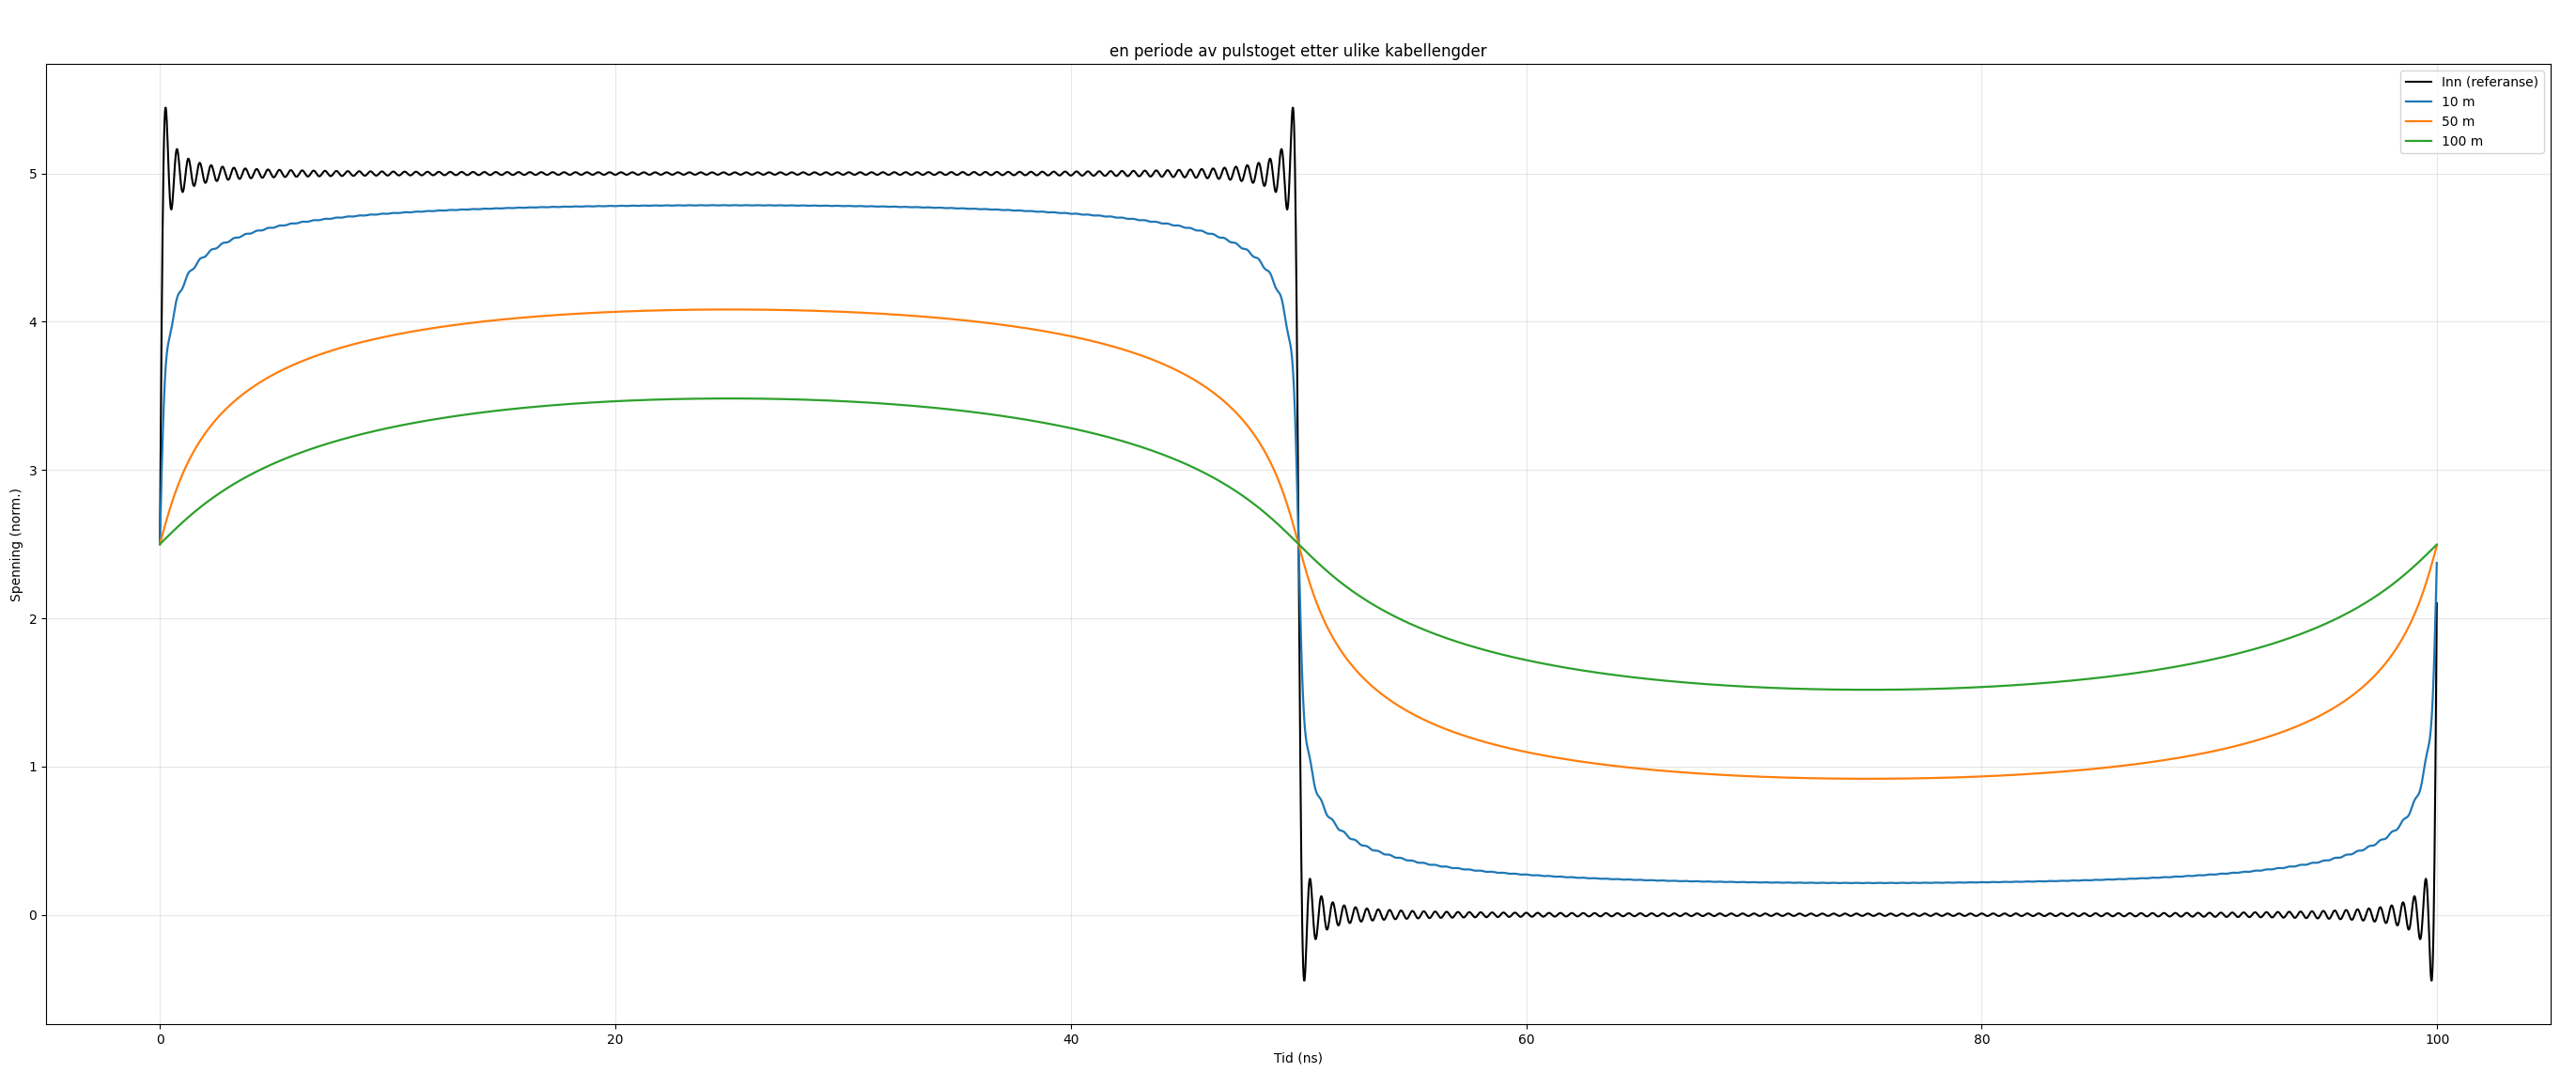 en periode av pulstoget etter ulike kabellengder
Inn (referanse)
10 m
50 m
100 m
5
4
3
2
1
0
Spenning (norm.)
0 20 40 60 80 100
Tid (ns)